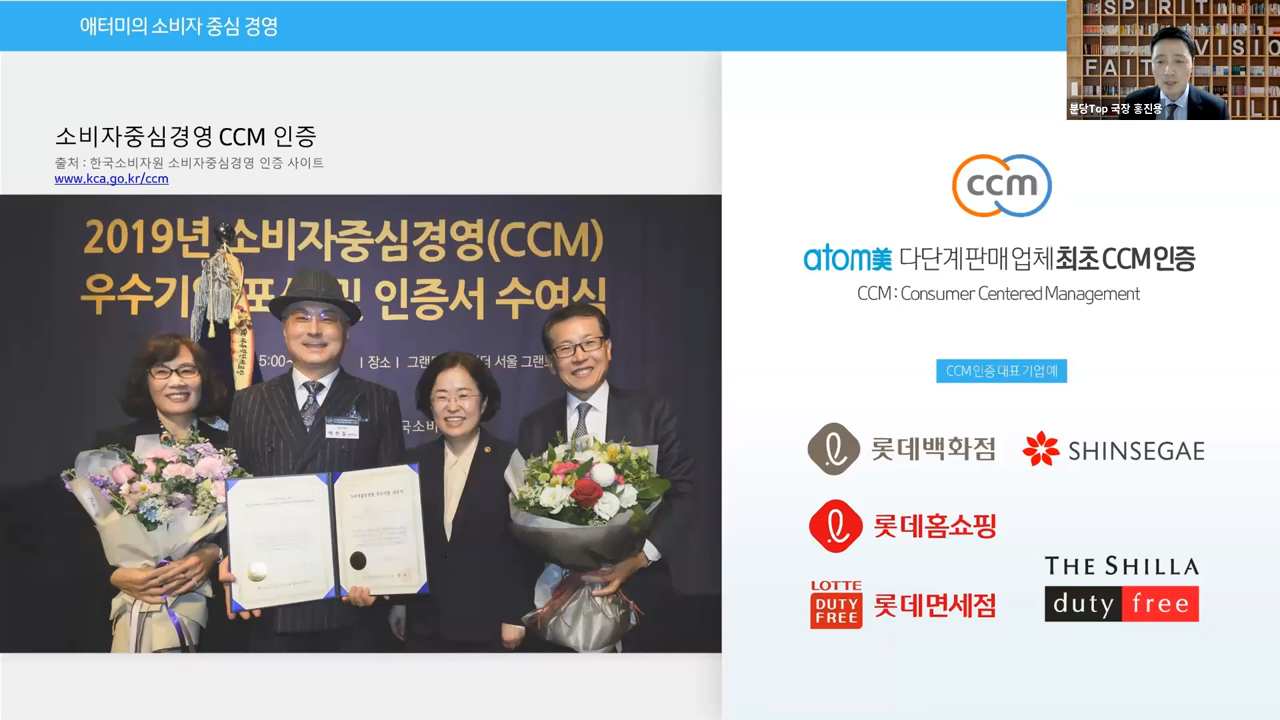 애터미의 소비자 중심 경영
SPIRIT
VISIO
FAIT
분당Top 국장 홍진용
소비자중심경영 CCM 인증
출처 : 한국소비자원 소비자중심경영 인증 사이트
www.kca.go.kr/ccm
2019년 소비자중심경영(CCM)
우수기업 인증서 수여식
5:00~ | 장소 | 서울
ccm
atom美 다단계판매업체최초 CCM 인증
CCM : Consumer Centered Management
CCM 인증 대표 기업 예
롯데백화점 SHINSEGAE
롯데홈쇼핑
LOTTE DUTY FREE 롯데면세점
THE SHILLA
duty free